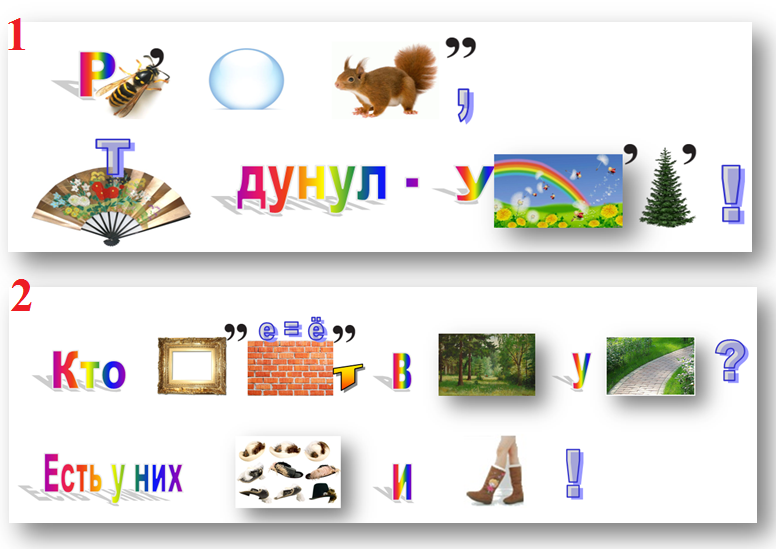 1
Р ’ ’’ ,
Т
дунул - у ’ ’ !
2
Кто ’’ е=ё ’’ т в у ?
Есть у них и !